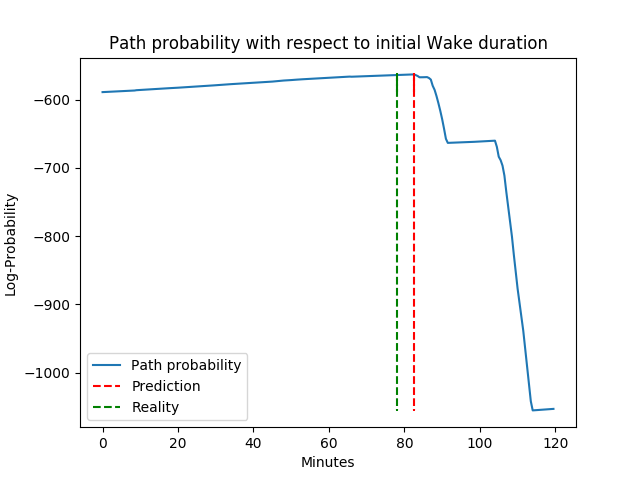 Path probability with respect to initial Wake duration
Log-Probability
−600
−700
−800
−900
−1000
Path probability
Prediction
Reality
0 20 40 60 80 100 120
Minutes